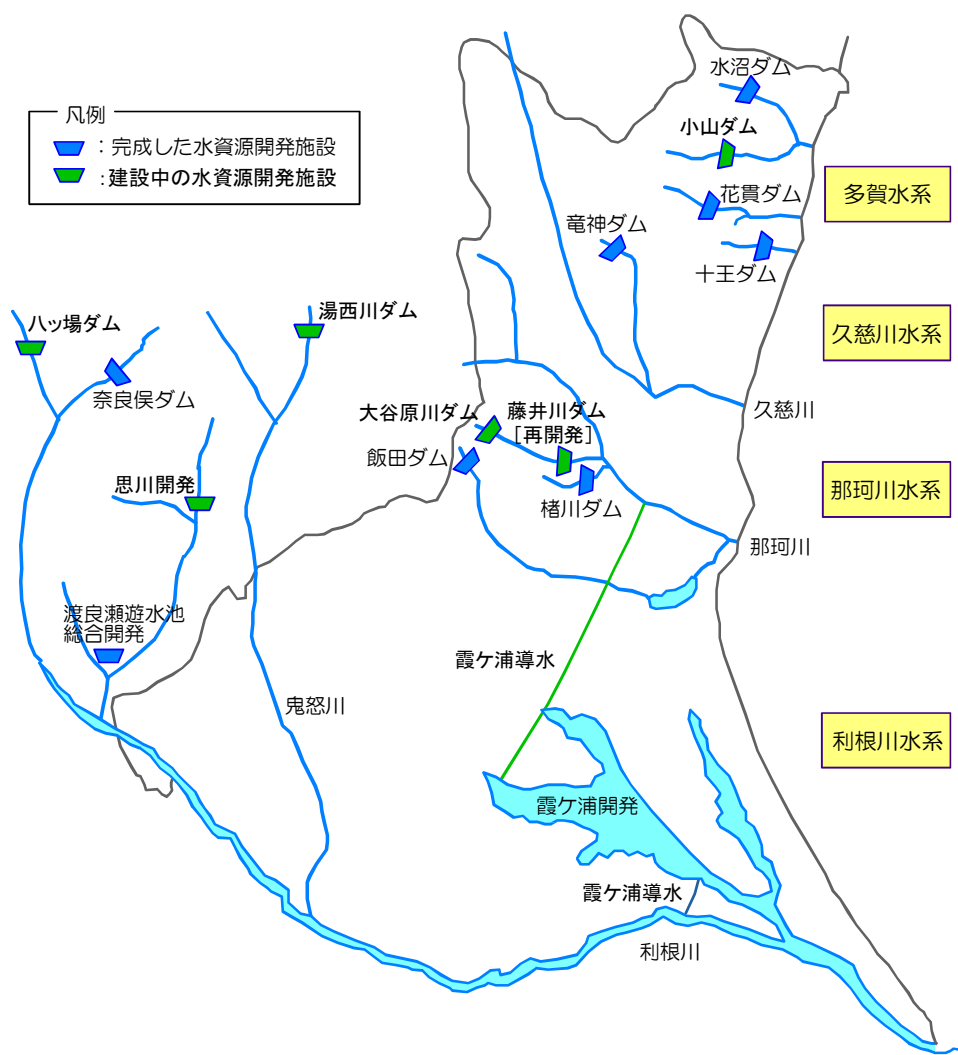 水沼ダム
凡例
：完成した水資源開発施設
：建設中の水資源開発施設
小山ダム
多賀水系
花貫ダム
竜神ダム
十王ダム
八ッ場ダム
湯西川ダム
久慈川水系
奈良俣ダム
久慈川
大谷原川ダム
藤井川ダム
［再開発］
飯田ダム
思川開発
那珂川水系
楮川ダム
那珂川
渡良瀬遊水池
総合開発
霞ケ浦導水
鬼怒川
利根川水系
霞ケ浦開発
霞ケ浦導水
利根川